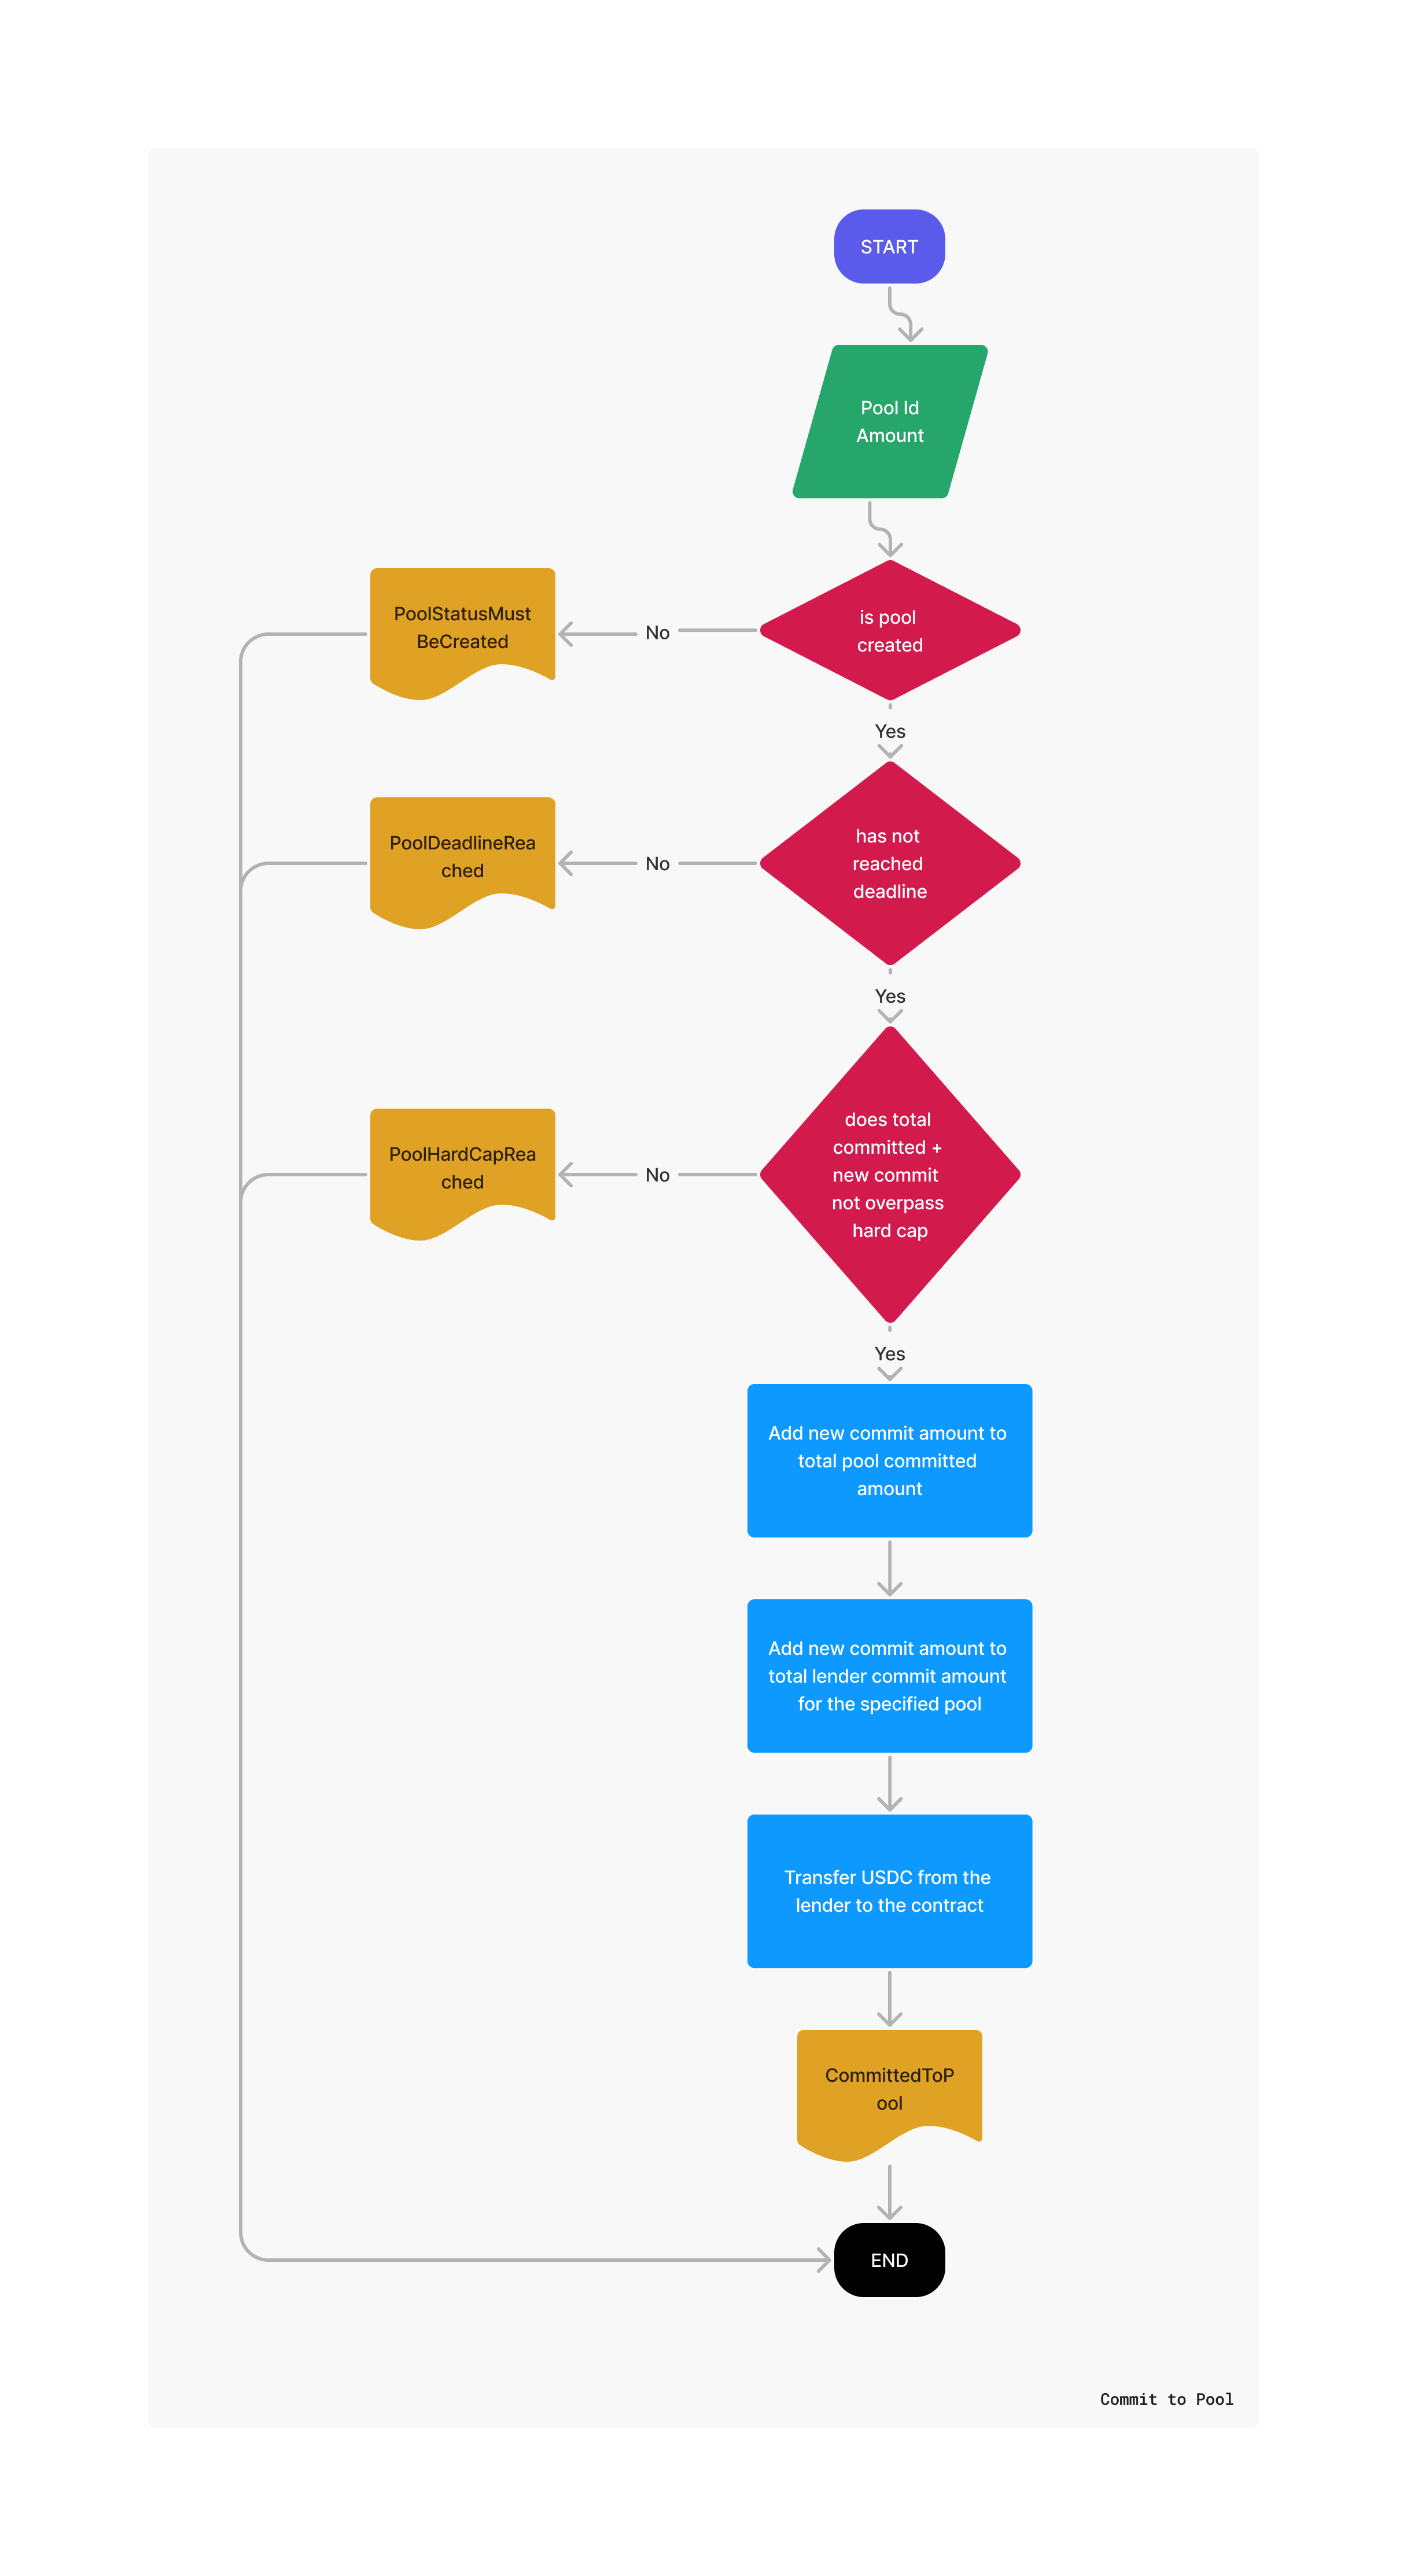 START
Pool Id
Amount
is pool
created
No
PoolStatusMust
BeCreated
Yes
has not
reached
deadline
No
PoolDeadlineRea
ched
Yes
does total
committed +
new commit
not overpass
hard cap
No
PoolHardCapRea
ched
Yes
Add new commit amount to
total pool committed
amount
Add new commit amount to
total lender commit amount
for the specified pool
Transfer USDC from the
lender to the contract
CommittedToP
ool
END
Commit to Pool